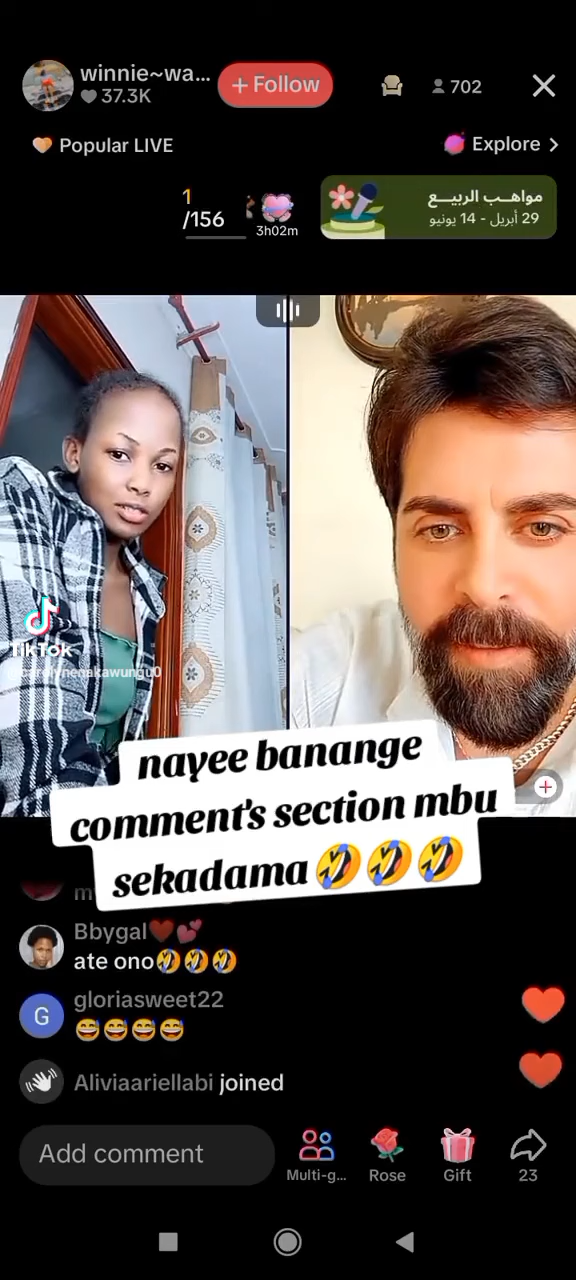 winnie~wa...
+ Follow
702
37.3K
Popular LIVE
Explore
1
/156
3h02m
مواهب الربيع
29 أبريل - 14 يونيو
TikTok
nayee banange
comment's section mbu
sekadama🤣🤣🤣
Bbygal❤️💕
ate ono🤣🤣🤣
G
gloriasweet22
😅😅😅😅
Aliviaariellabi joined
Add comment
Multi-g...
Rose
Gift
23